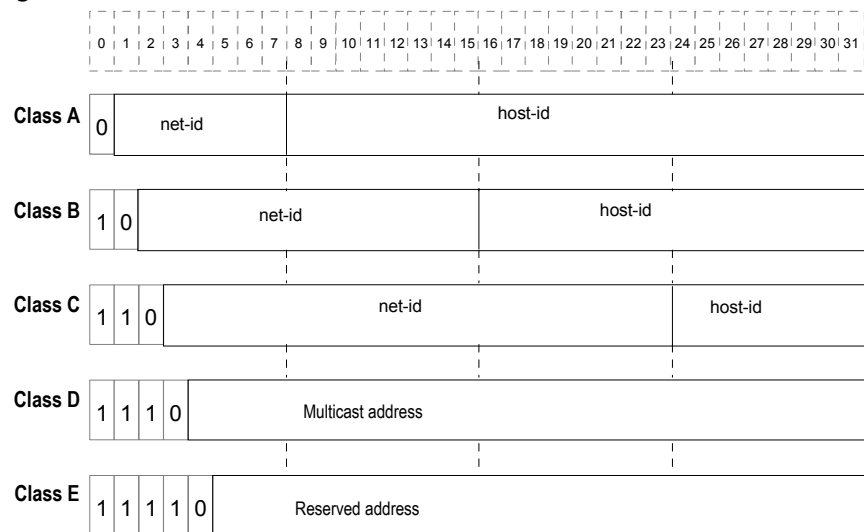 0 1 2 3 4 5 6 7 8 9 10 11 12 13 14 15 16 17 18 19 20 21 22 23 24 25 26 27 28 29 30 31
Class A 0 net-id host-id
Class B 1 0 net-id host-id
Class C 1 1 0 net-id host-id
Class D 1 1 1 0 Multicast address
Class E 1 1 1 1 0 Reserved address